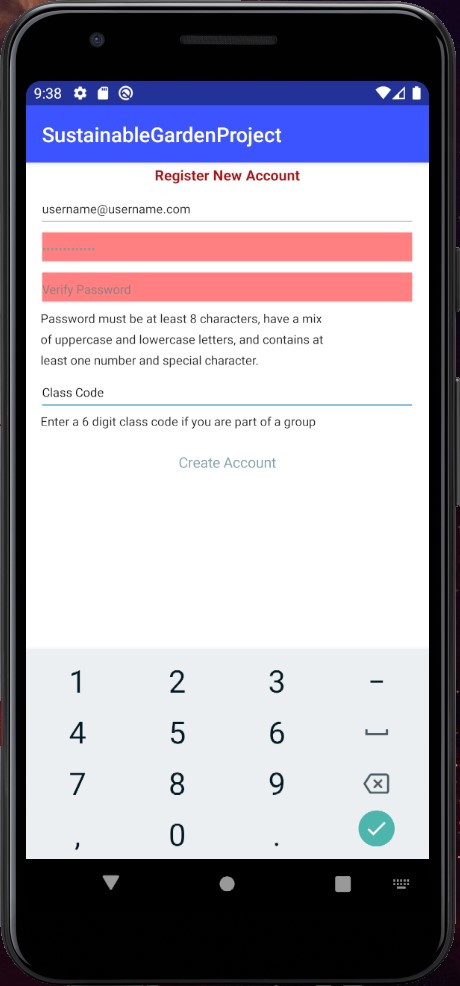 9:38
SustainableGardenProject
Register New Account
username@username.com
Verify Password
Password must be at least 8 characters, have a mix
of uppercase and lowercase letters, and contains at
least one number and special character.
Class Code
Enter a 6 digit class code if you are part of a group
Create Account
1 2 3 -
4 5 6
7 8 9
, 0 .